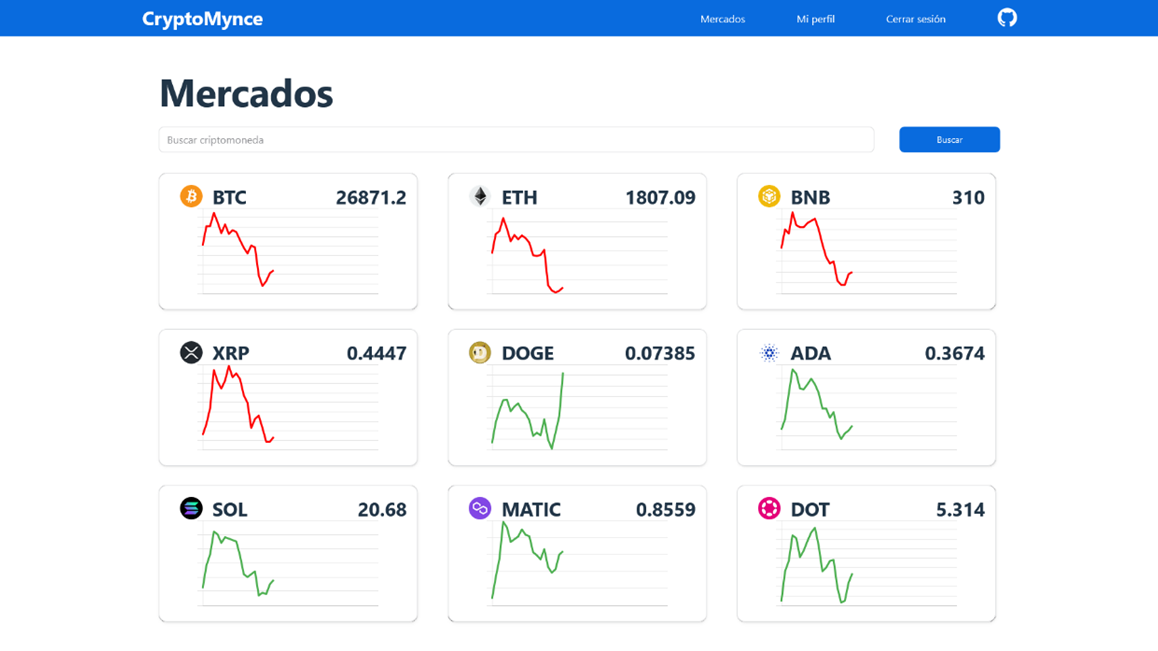 CryptoMynce
Mercados
Mi perfil
Cerrar sesión
Mercados
Buscar criptomoneda
Buscar
BTC 26871.2
ETH 1807.09
BNB 310
XRP 0.4447
DOGE 0.07385
ADA 0.3674
SOL 20.68
MATIC 0.8559
DOT 5.314